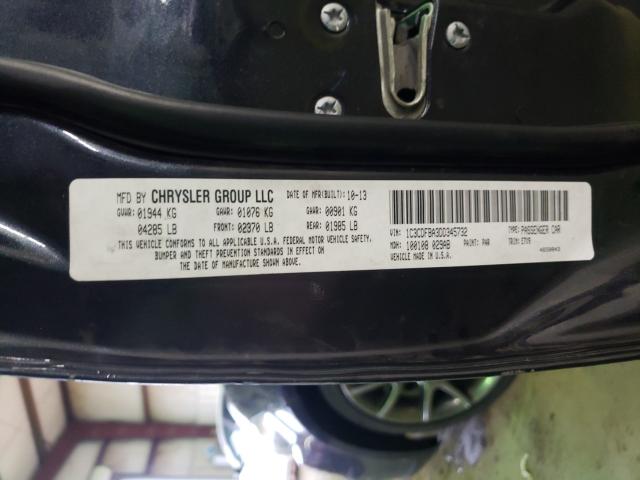 MFD BY CHRYSLER GROUP LLC DATE OF MFR(BUILT): 10-13
GVWR: 01944 KG GAWR: 01076 KG GAWR: 00901 KG
04285 LB FRONT: 02370 LB REAR: 01985 LB
THIS VEHICLE CONFORMS TO ALL APPLICABLE U.S.A. FEDERAL MOTOR VEHICLE SAFETY,
BUMPER AND THEFT PREVENTION STANDARDS IN EFFECT ON
THE DATE OF MANUFACTURE SHOWN ABOVE.
VIN: 1C3CDFBA3DD345732 TYPE: PASSENGER CAR
MDH: 100108 029AB PAINT: PAR TRIM:
VEHICLE MADE IN U.S.A.